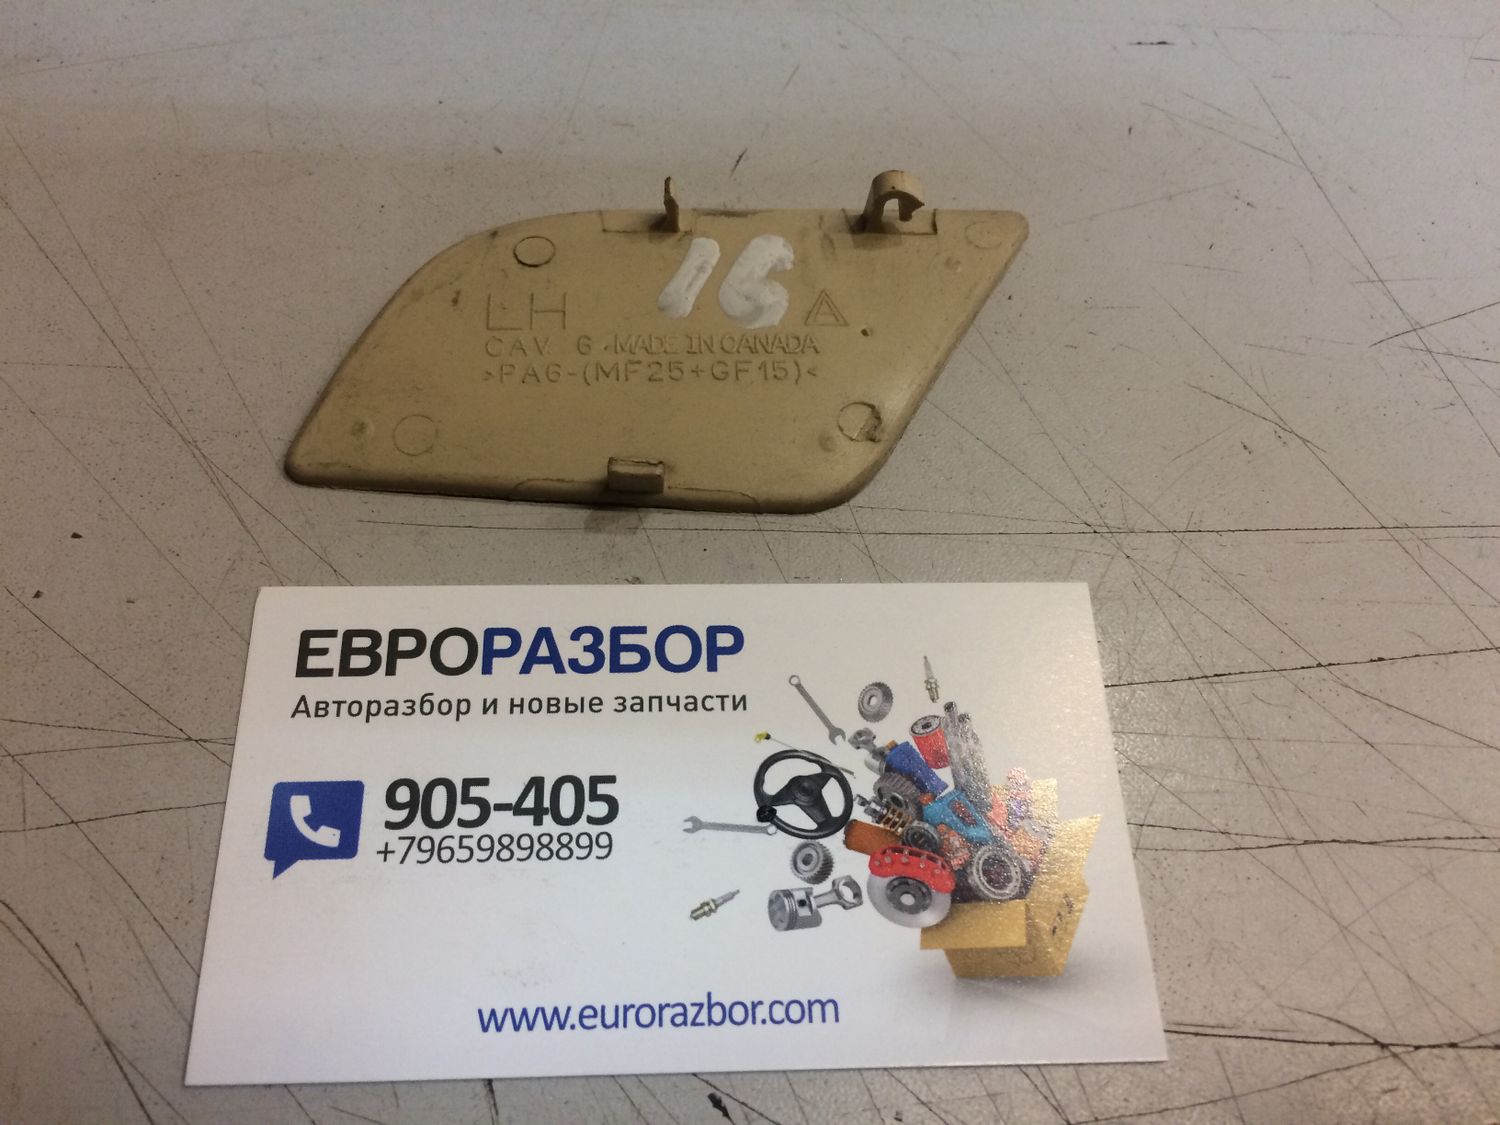 16
LH A
CAV. 6 MADE IN CANADA
>PA6-(MF25+GF15)<
ЕВРОРАЗБОР
Авторазбор и новые запчасти
905-405
+79659898899
www.eurorazbor.com